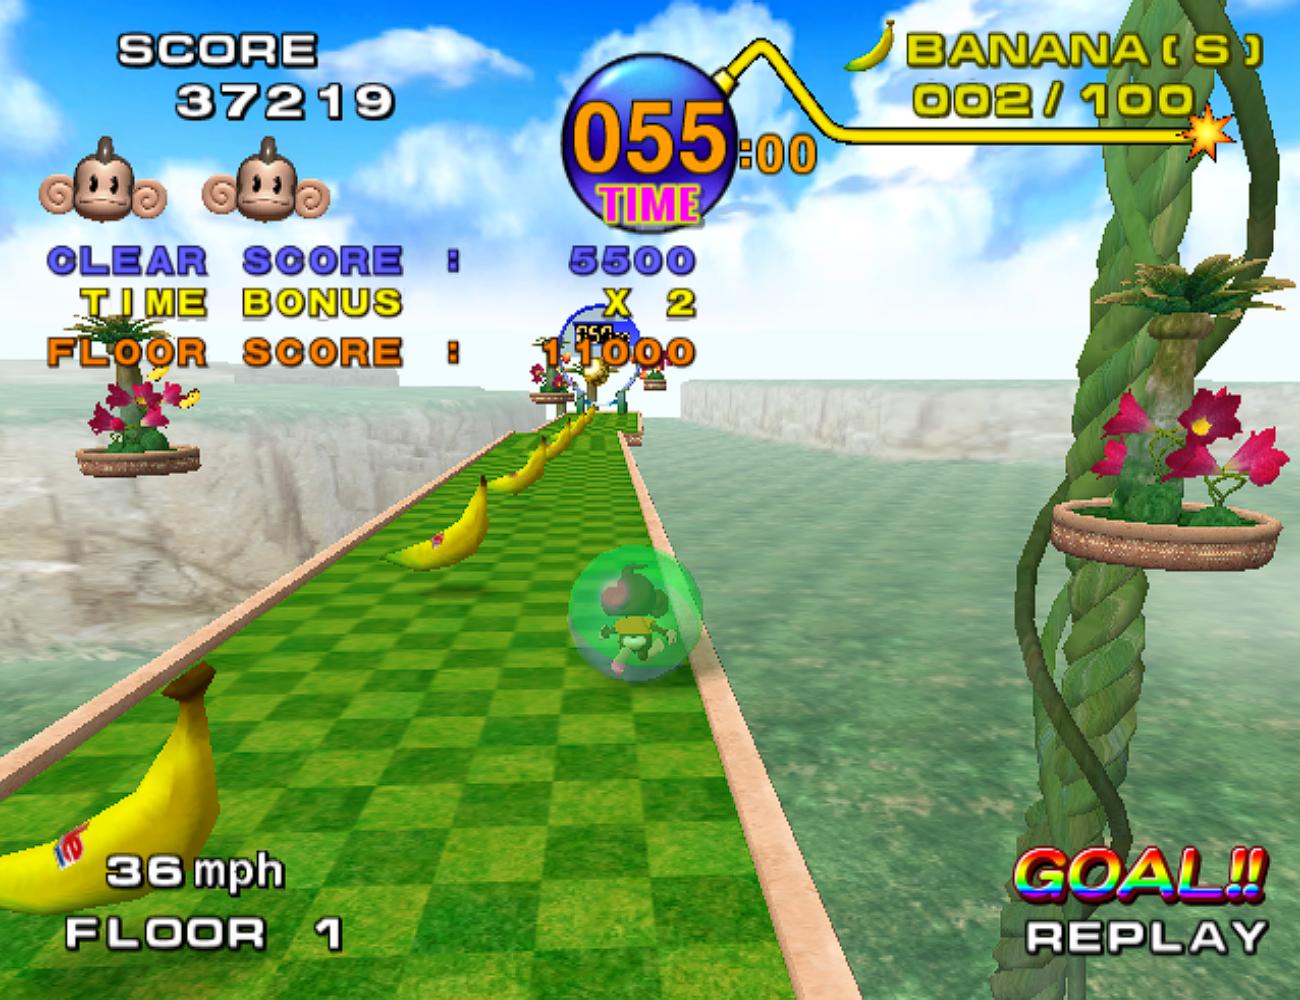 SCORE
37219
055:00
TIME
BANANA(S)
002/100
CLEAR SCORE : 5500
TIME BONUS X 2
FLOOR SCORE : 11000
36 mph
FLOOR 1
GOAL!!
REPLAY